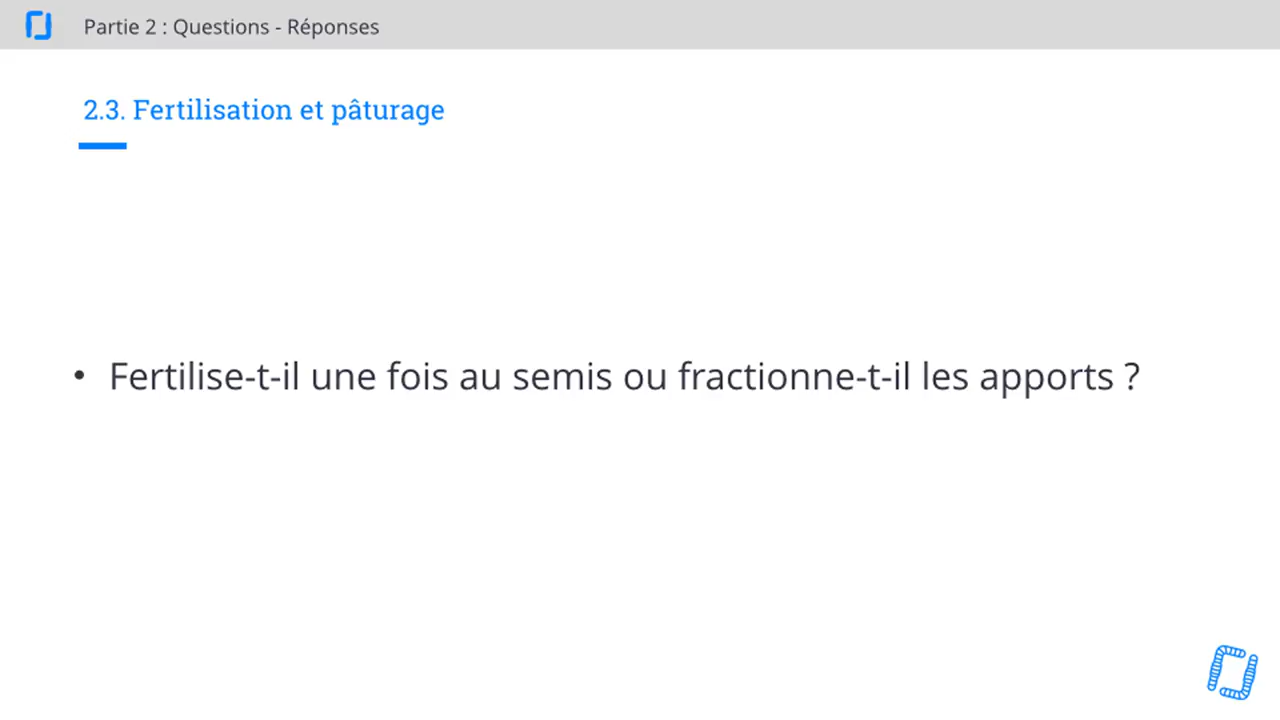 Partie 2 : Questions - Réponses
2.3. Fertilisation et pâturage
• Fertilise-t-il une fois au semis ou fractionne-t-il les apports ?